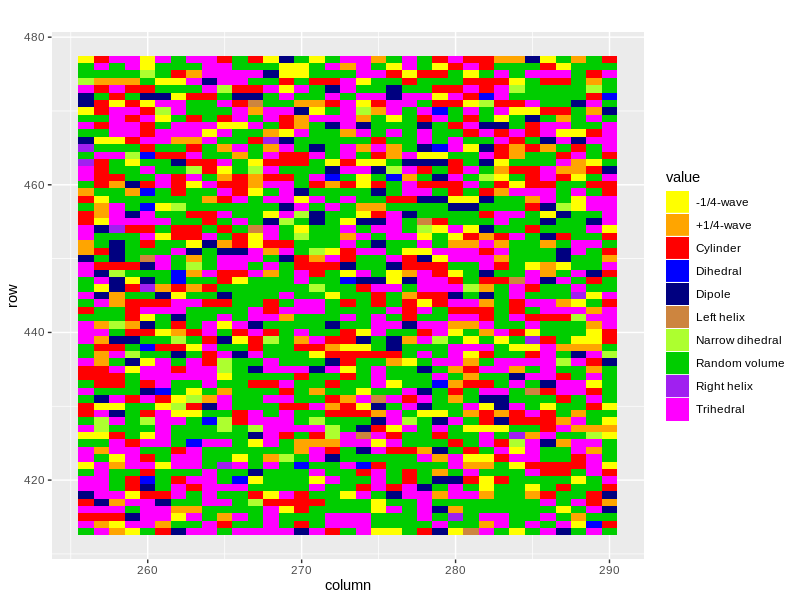 480
460
440
420
row
260
270
280
290
column
value
-1/4-wave
+1/4-wave
Cylinder
Dihedral
Dipole
Left helix
Narrow dihedral
Random volume
Right helix
Trihedral